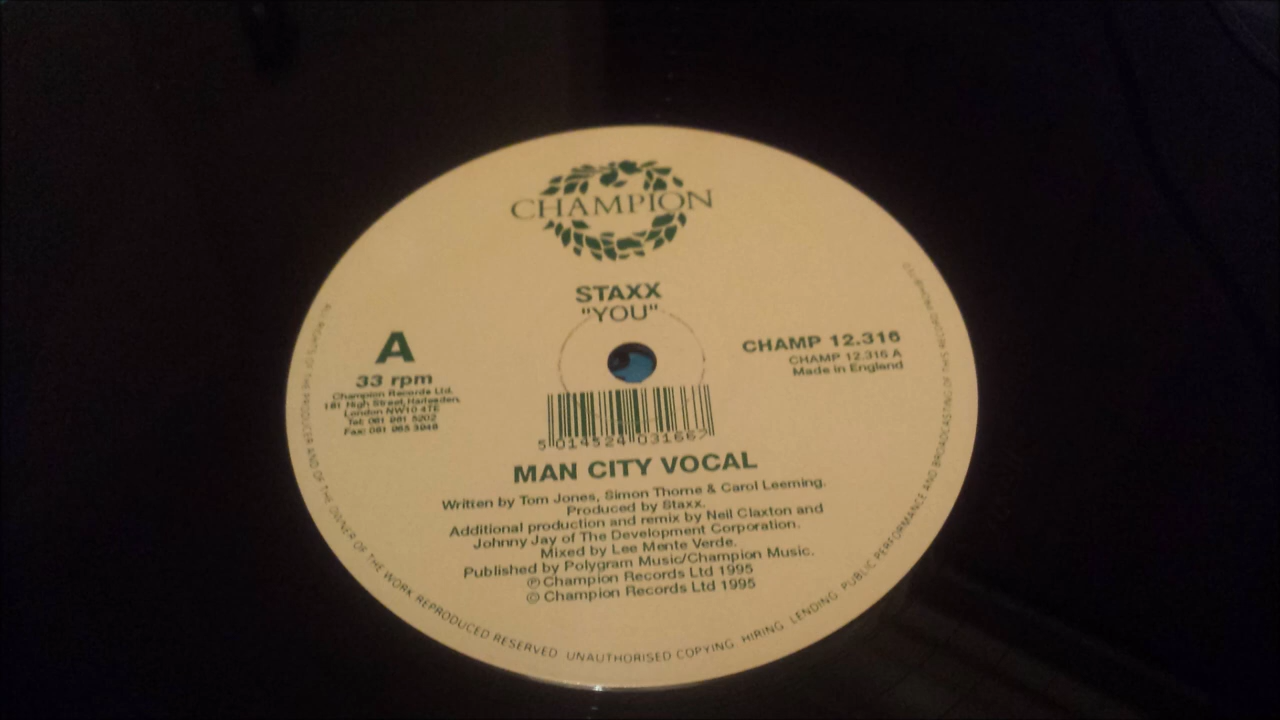 CHAMPION
STAXX
"YOU"
A
33 rpm
Champion Records Ltd.
181 High Street, Harlesden,
London NW10 4TE
Tel: 081 961 5202
Fax: 081 965 3948
CHAMP 12.316
CHAMP 12.316 A
Made in England
5 014524 031667
MAN CITY VOCAL
Written by Tom Jones, Simon Thorne & Carol Leeming.
Produced by Staxx.
Additional production and remix by Neil Claxton and
Johnny Jay of The Development Corporation.
Mixed by Lee Mente Verde.
Published by Polygram Music/Champion Music.
℗ Champion Records Ltd 1995
© Champion Records Ltd 1995
ALL RIGHTS OF THE PRODUCER AND OF THE OWNER OF THE WORK REPRODUCED RESERVED. UNAUTHORISED COPYING. HIRING. LENDING. PUBLIC PERFORMANCE AND BROADCASTING OF THIS RECORD PROHIBITED